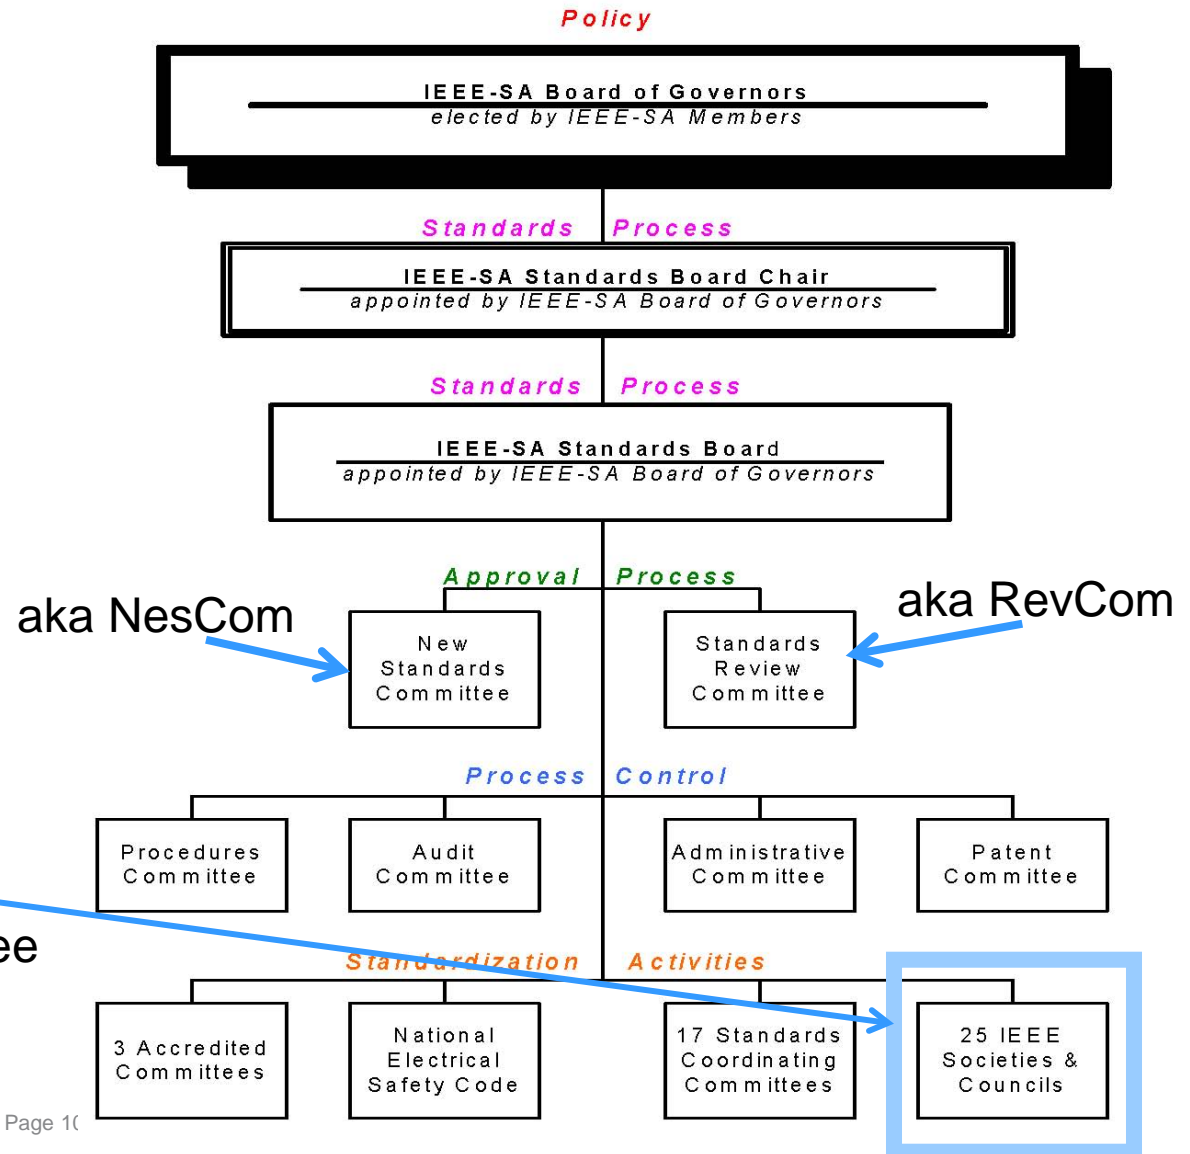 Policy
IEEE-SA Board of Governors
elected by IEEE-SA Members
Standards Process
IEEE-SA Standards Board Chair
appointed by IEEE-SA Board of Governors
Standards Process
IEEE-SA Standards Board
appointed by IEEE-SA Board of Governors
Approval Process
aka NesCom
aka RevCom
New
Standards
Committee
Standards
Review
Committee
Process Control
Procedures
Committee
Audit
Committee
Administrative
Committee
Patent
Committee
ee
Standardization Activities
3 Accredited
Committees
National
Electrical
Safety Code
17 Standards
Coordinating
Committees
25 IEEE
Societies &
Councils
Page